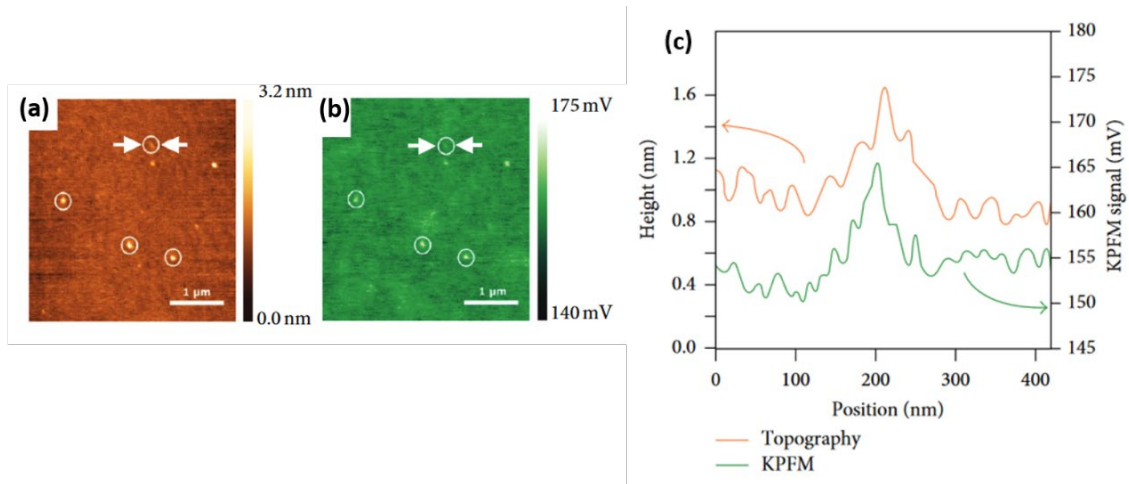 (a)
3.2 nm
1 µm
0.0 nm
(b)
175 mV
1 µm
140 mV
(c)
Height (nm)
1.6
1.2
0.8
0.4
0.0
180
175
170
165
160
155
150
145
KPFM signal (mV)
0 100 200 300 400
Position (nm)
Topography
KPFM